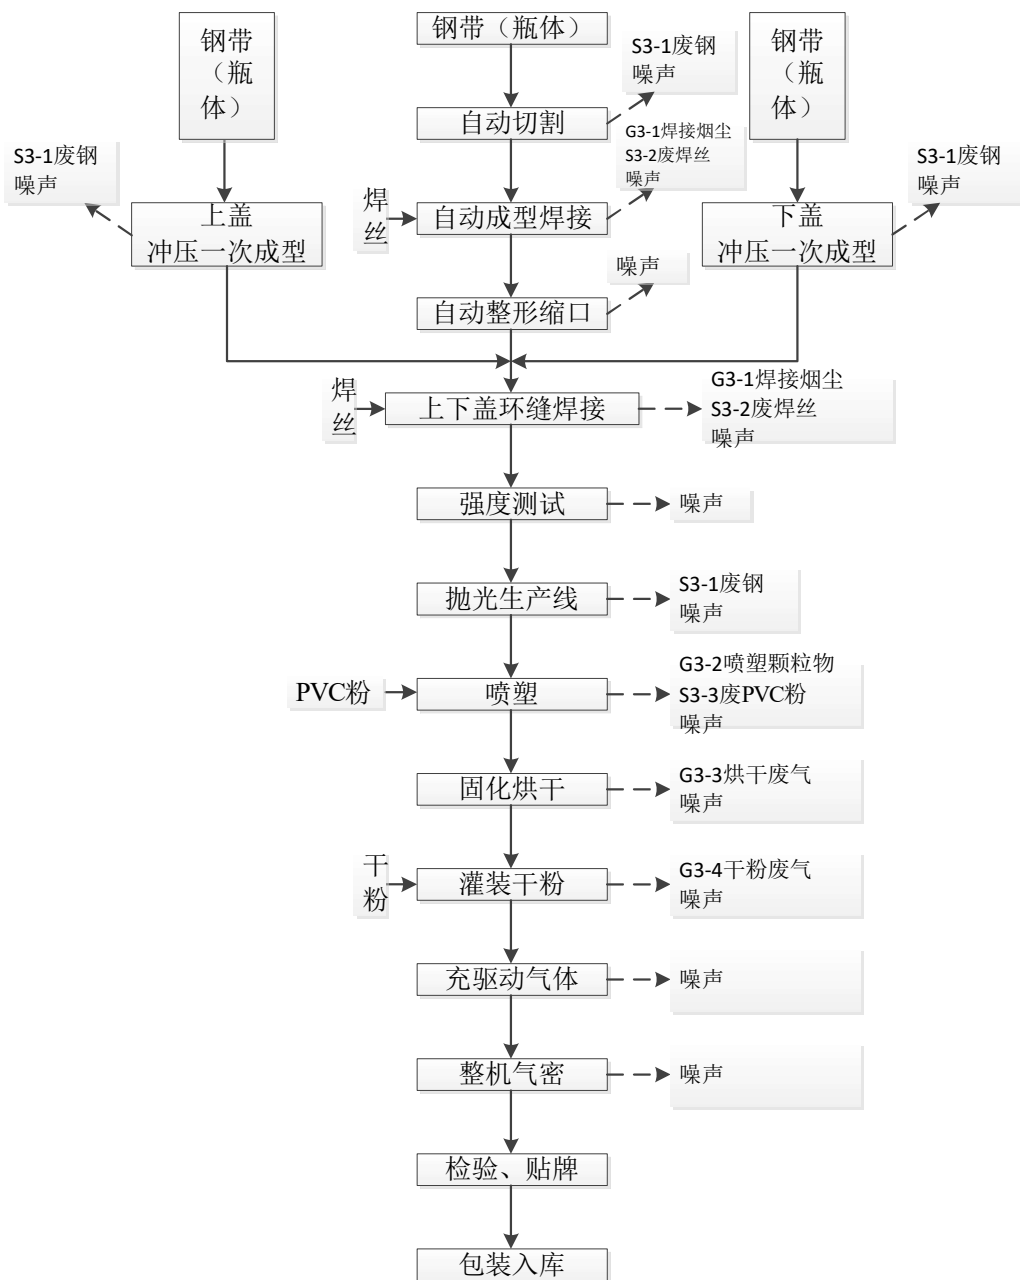 钢带
（瓶
体）
钢带（瓶体）
钢带
（瓶
体）
S3-1废钢
噪声
自动切割
G3-1焊接烟尘
S3-2废焊丝
噪声
S3-1废钢
噪声
S3-1废钢
噪声
焊
丝
自动成型焊接
上盖
冲压一次成型
下盖
冲压一次成型
噪声
自动整形缩口
焊
丝
上下盖环缝焊接
G3-1焊接烟尘
S3-2废焊丝
噪声
强度测试
噪声
抛光生产线
S3-1废钢
噪声
PVC粉
喷塑
G3-2喷塑颗粒物
S3-3废PVC粉
噪声
固化烘干
G3-3烘干废气
噪声
干
粉
灌装干粉
G3-4干粉废气
噪声
充驱动气体
噪声
整机气密
噪声
检验、贴牌
包装入库